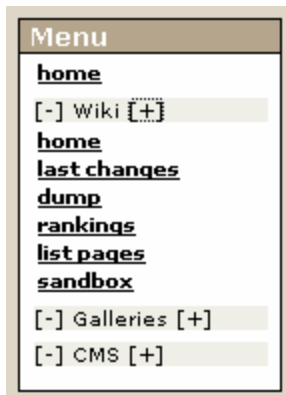 Menu
home
[-] Wiki [+]
home
last changes
dump
rankings
list pages
sandbox
[-] Galleries [+]
[-] CMS [+]